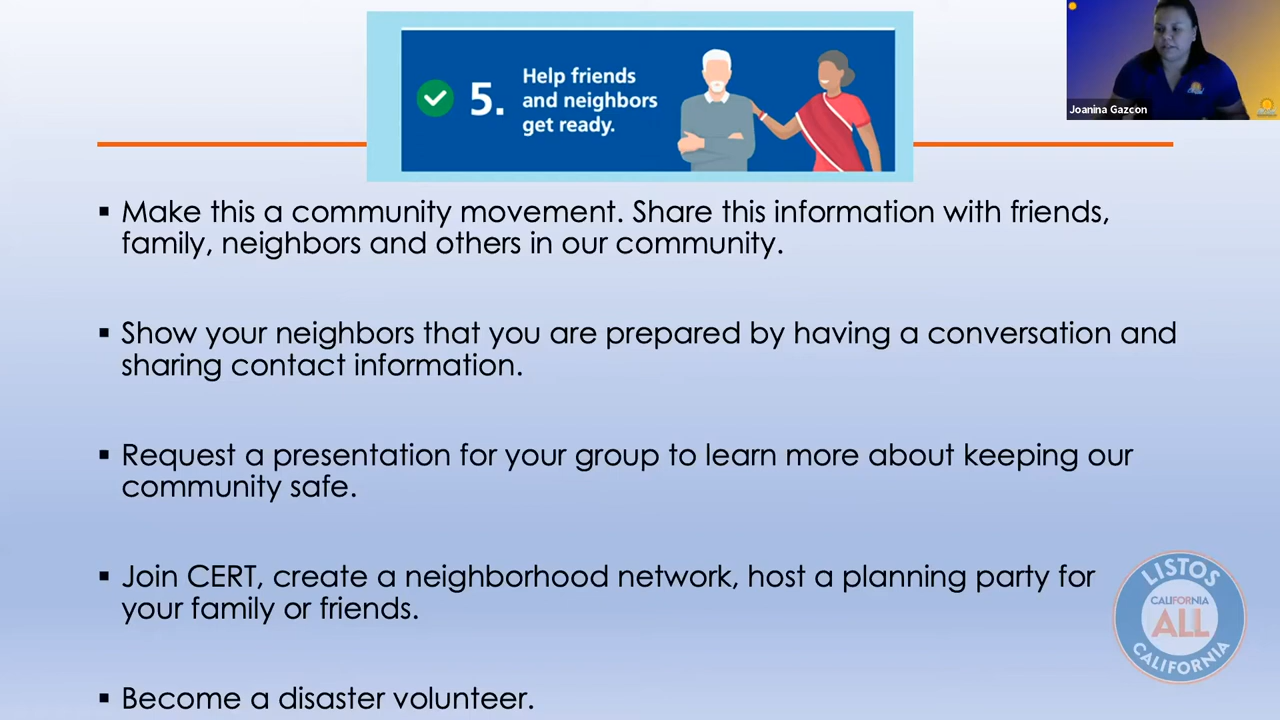 5. Help friends
and neighbors
get ready.
Joanina Gazcon
▪ Make this a community movement. Share this information with friends,
family, neighbors and others in our community.
▪ Show your neighbors that you are prepared by having a conversation and
sharing contact information.
▪ Request a presentation for your group to learn more about keeping our
community safe.
▪ Join CERT, create a neighborhood network, host a planning party for
your family or friends.
LISTOS
CALIFORNIA
ALL
CALIFORNIA
▪ Become a disaster volunteer.